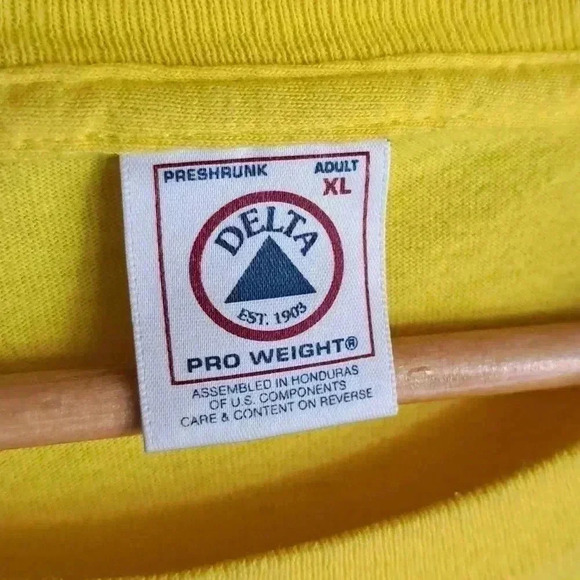 PRESHRUNK ADULT
XL
DELTA
EST. 1903
PRO WEIGHT®
ASSEMBLED IN HONDURAS
OF U.S. COMPONENTS
CARE & CONTENT ON REVERSE